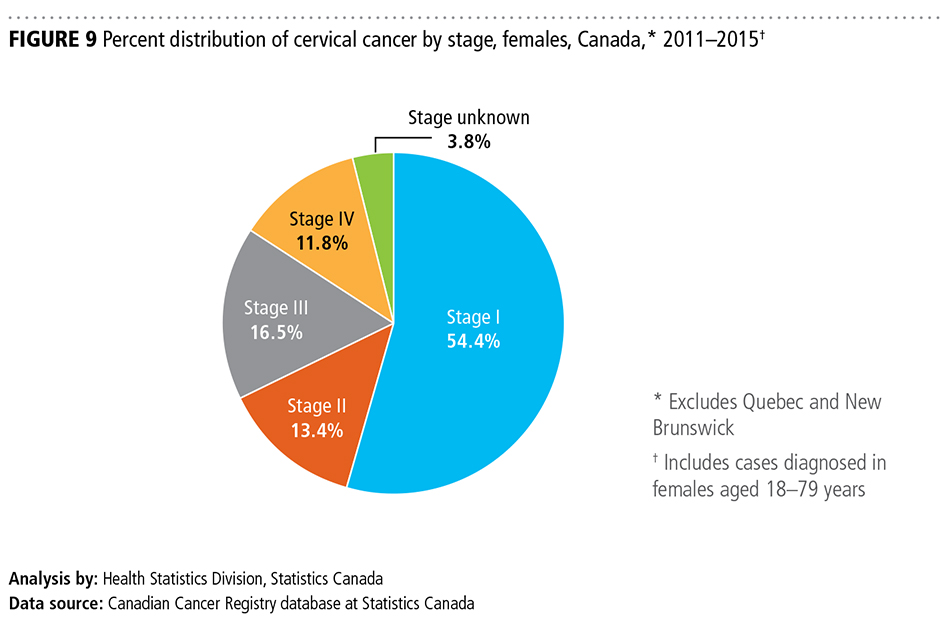 FIGURE 9 Percent distribution of cervical cancer by stage, females, Canada,* 2011–2015†
Stage unknown
3.8%
Stage IV
11.8%
Stage III
16.5%
Stage I
54.4%
Stage II
13.4%
* Excludes Quebec and New
Brunswick
† Includes cases diagnosed in
females aged 18–79 years
Analysis by: Health Statistics Division, Statistics Canada
Data source: Canadian Cancer Registry database at Statistics Canada